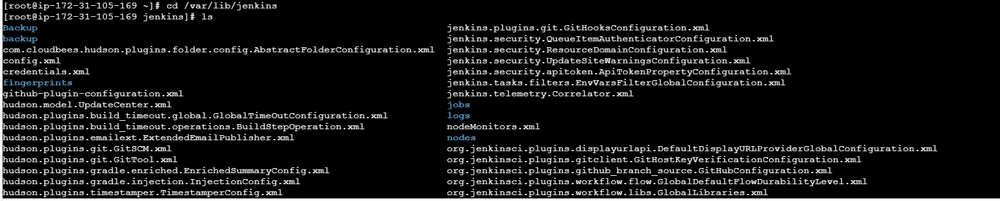 [root@ip-172-31-105-169 ~]# cd /var/lib/jenkins
[root@ip-172-31-105-169 jenkins]# ls
Backup jenkins.plugins.git.GitHooksConfiguration.xml
backup jenkins.security.QueueItemAuthenticatorConfiguration.xml
com.cloudbees.hudson.plugins.folder.config.AbstractFolderConfiguration.xml jenkins.security.ResourceDomainConfiguration.xml
config.xml jenkins.security.UpdateSiteWarningsConfiguration.xml
credentials.xml jenkins.security.apitoken.ApiTokenPropertyConfiguration.xml
fingerprints jenkins.tasks.filters.EnvVarsFilterGlobalConfiguration.xml
github-plugin-configuration.xml jenkins.telemetry.Correlator.xml
hudson.model.UpdateCenter.xml jobs
hudson.plugins.build_timeout.global.GlobalTimeOutConfiguration.xml logs
hudson.plugins.build_timeout.operations.BuildStepOperation.xml nodeMonitors.xml
hudson.plugins.emailext.ExtendedEmailPublisher.xml nodes
hudson.plugins.git.GitSCM.xml org.jenkinsci.plugins.displayurlapi.DefaultDisplayURLProviderGlobalConfiguration.xml
hudson.plugins.git.GitTool.xml org.jenkinsci.plugins.gitclient.GitHostKeyVerificationConfiguration.xml
hudson.plugins.gradle.enriched.EnrichedSummaryConfig.xml org.jenkinsci.plugins.github_branch_source.GitHubConfiguration.xml
hudson.plugins.gradle.injection.InjectionConfig.xml org.jenkinsci.plugins.workflow.flow.GlobalDefaultFlowDurabilityLevel.xml
hudson.plugins.timestamper.TimestamperConfig.xml org.jenkinsci.plugins.workflow.libs.GlobalLibraries.xml